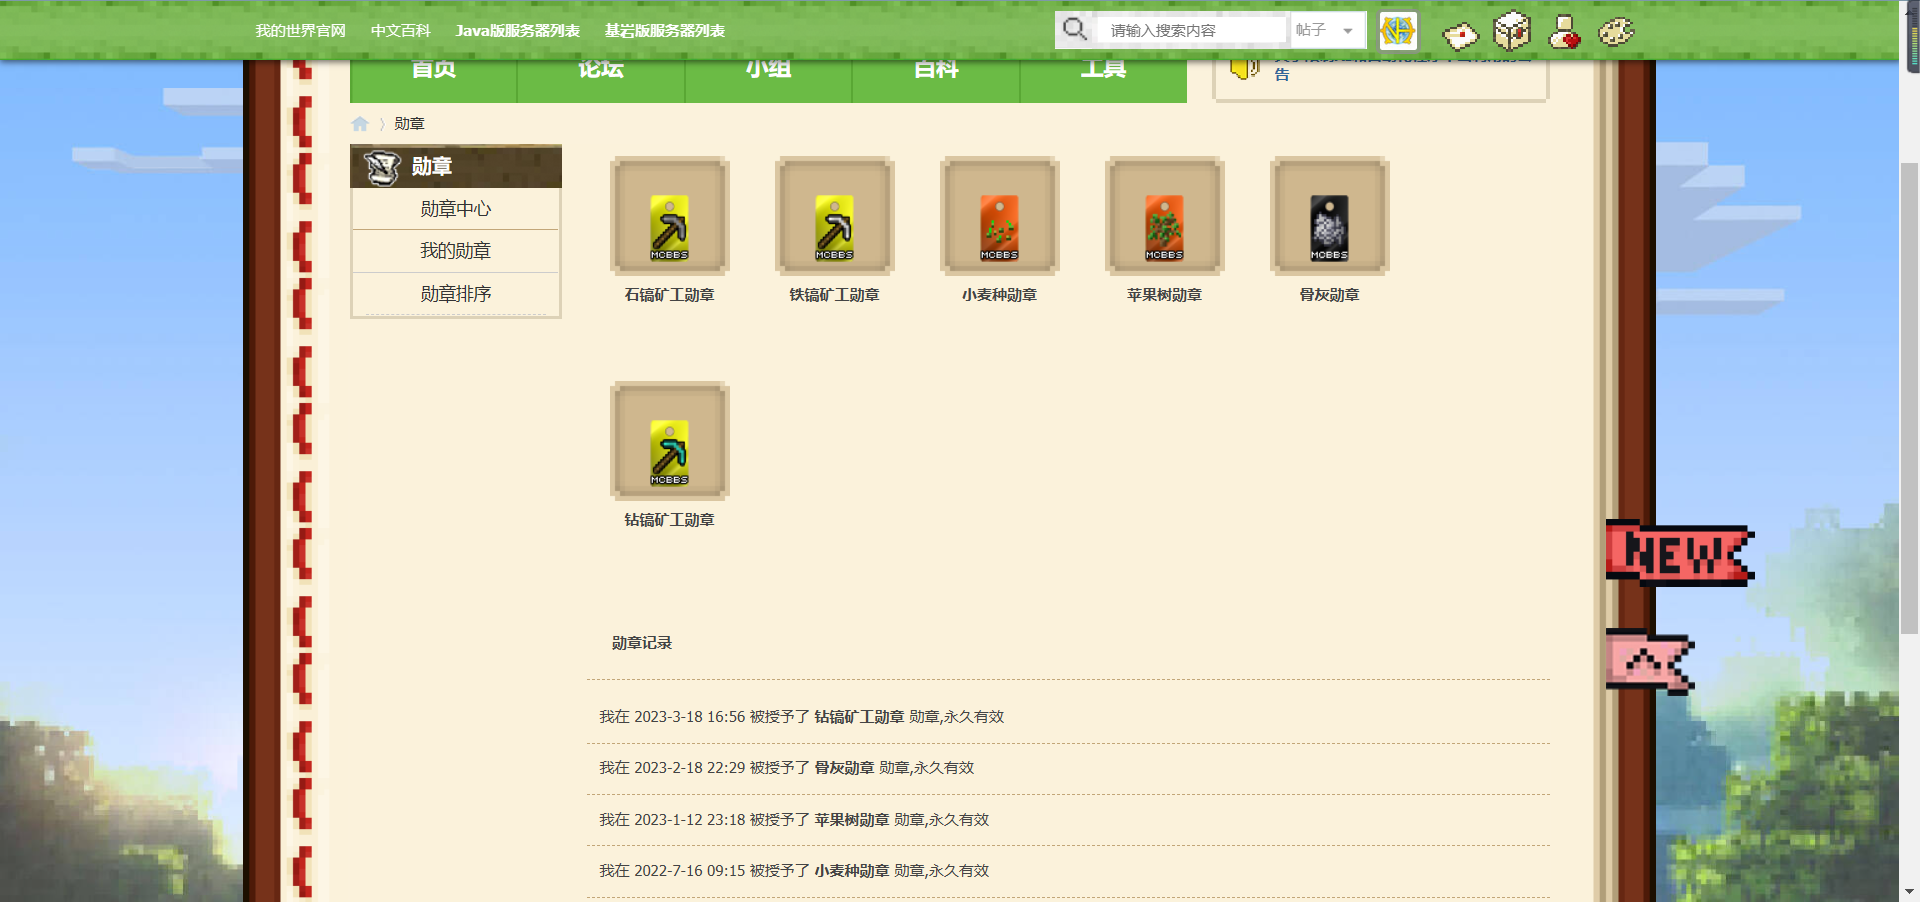 我的世界官网 中文百科 Java版服务器列表 基岩版服务器列表
请输入搜索内容 帖子
首页 论坛 小组 百科 工具
告
勋章
勋章
勋章中心
我的勋章
勋章排序
MCBBS MCBBS MCBBS MCBBS MCBBS
石镐矿工勋章 铁镐矿工勋章 小麦种勋章 苹果树勋章 骨灰勋章
MCBBS
钻镐矿工勋章
NEW
勋章记录
我在 2023-3-18 16:56 被授予了 钻镐矿工勋章 勋章,永久有效
我在 2023-2-18 22:29 被授予了 骨灰勋章 勋章,永久有效
我在 2023-1-12 23:18 被授予了 苹果树勋章 勋章,永久有效
我在 2022-7-16 09:15 被授予了 小麦种勋章 勋章,永久有效